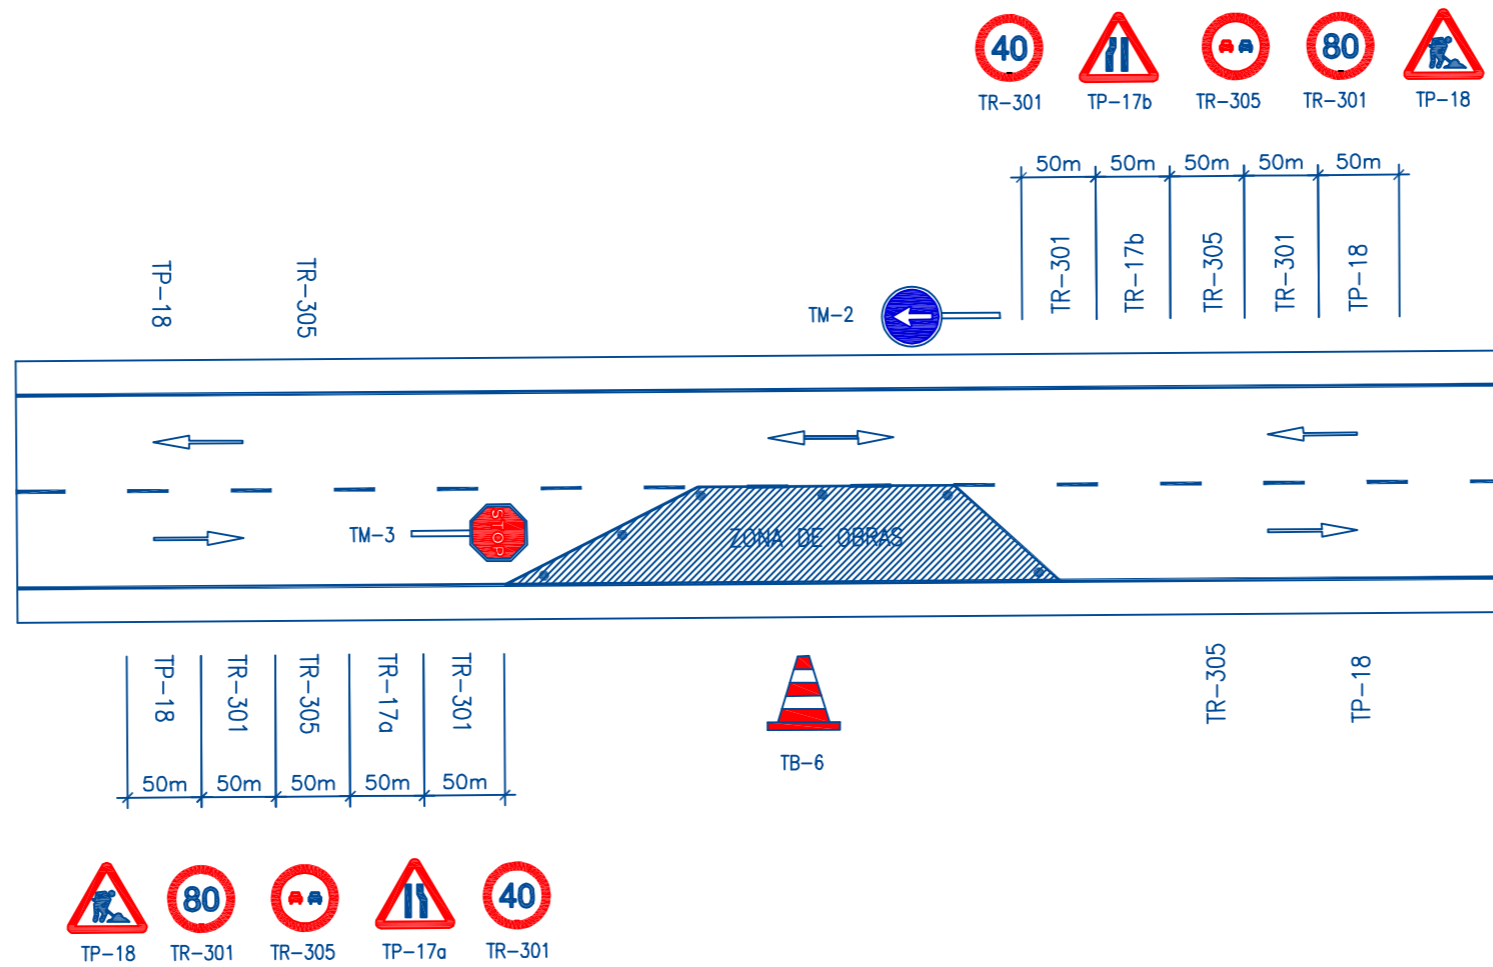 40 80
TR-301 TP-17b TR-305 TR-301 TP-18
50m 50m 50m 50m 50m
TR-301 TR-17b TR-305 TR-301 TP-18
TP-18 TR-305
TM-2
TM-3 STOP
ZONA DE OBRAS
TP-18 TR-301 TR-305 TR-17a TR-301
TR-305 TP-18
TB-6
50m 50m 50m 50m 50m
80 40
TP-18 TR-301 TR-305 TP-17a TR-301